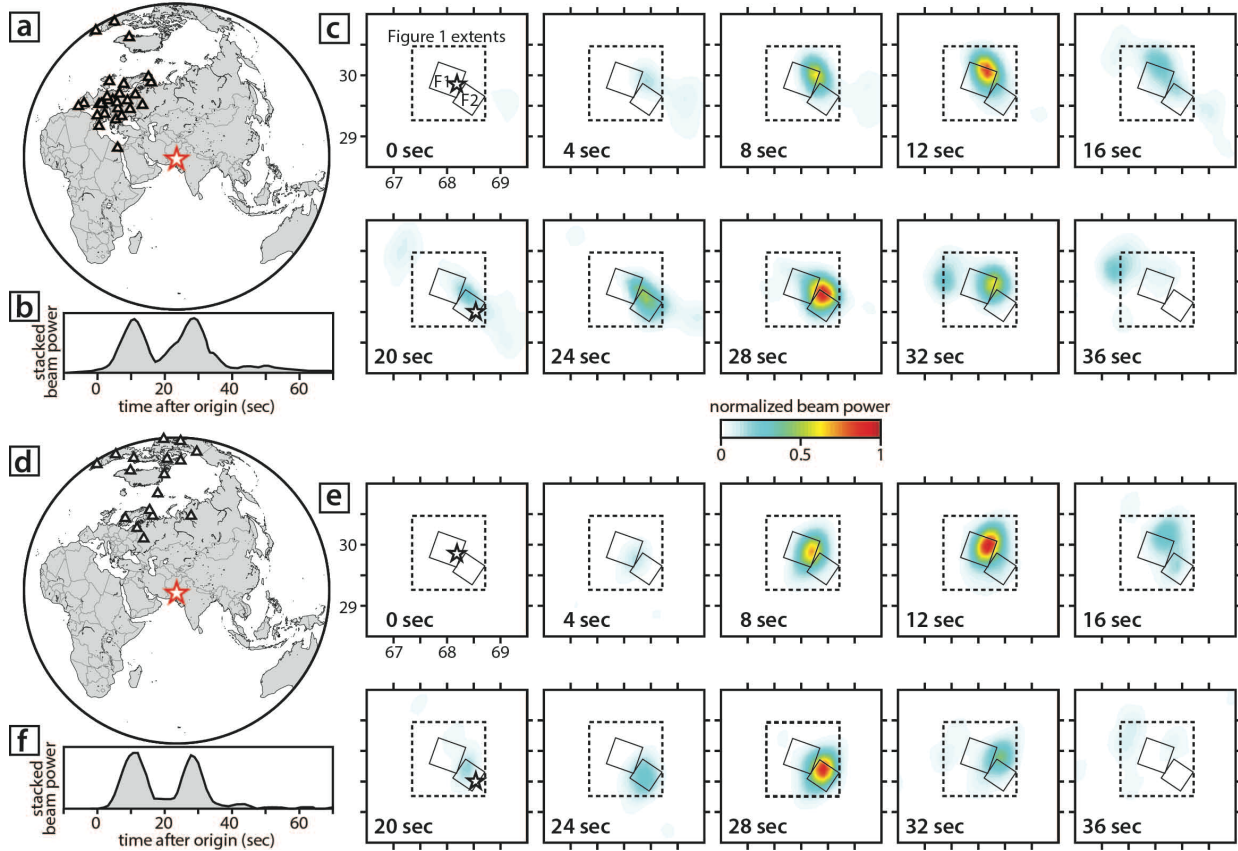 a
c
Figure 1 extents
F1
F2
30
29
0 sec
4 sec
8 sec
12 sec
16 sec
67 68 69
20 sec
24 sec
28 sec
32 sec
36 sec
b
stacked
beam power
0 20 40 60
time after origin (sec)
normalized beam power
0 0.5 1
d
e
30
29
0 sec
4 sec
8 sec
12 sec
16 sec
67 68 69
20 sec
24 sec
28 sec
32 sec
36 sec
f
stacked
beam power
0 20 40 60
time after origin (sec)